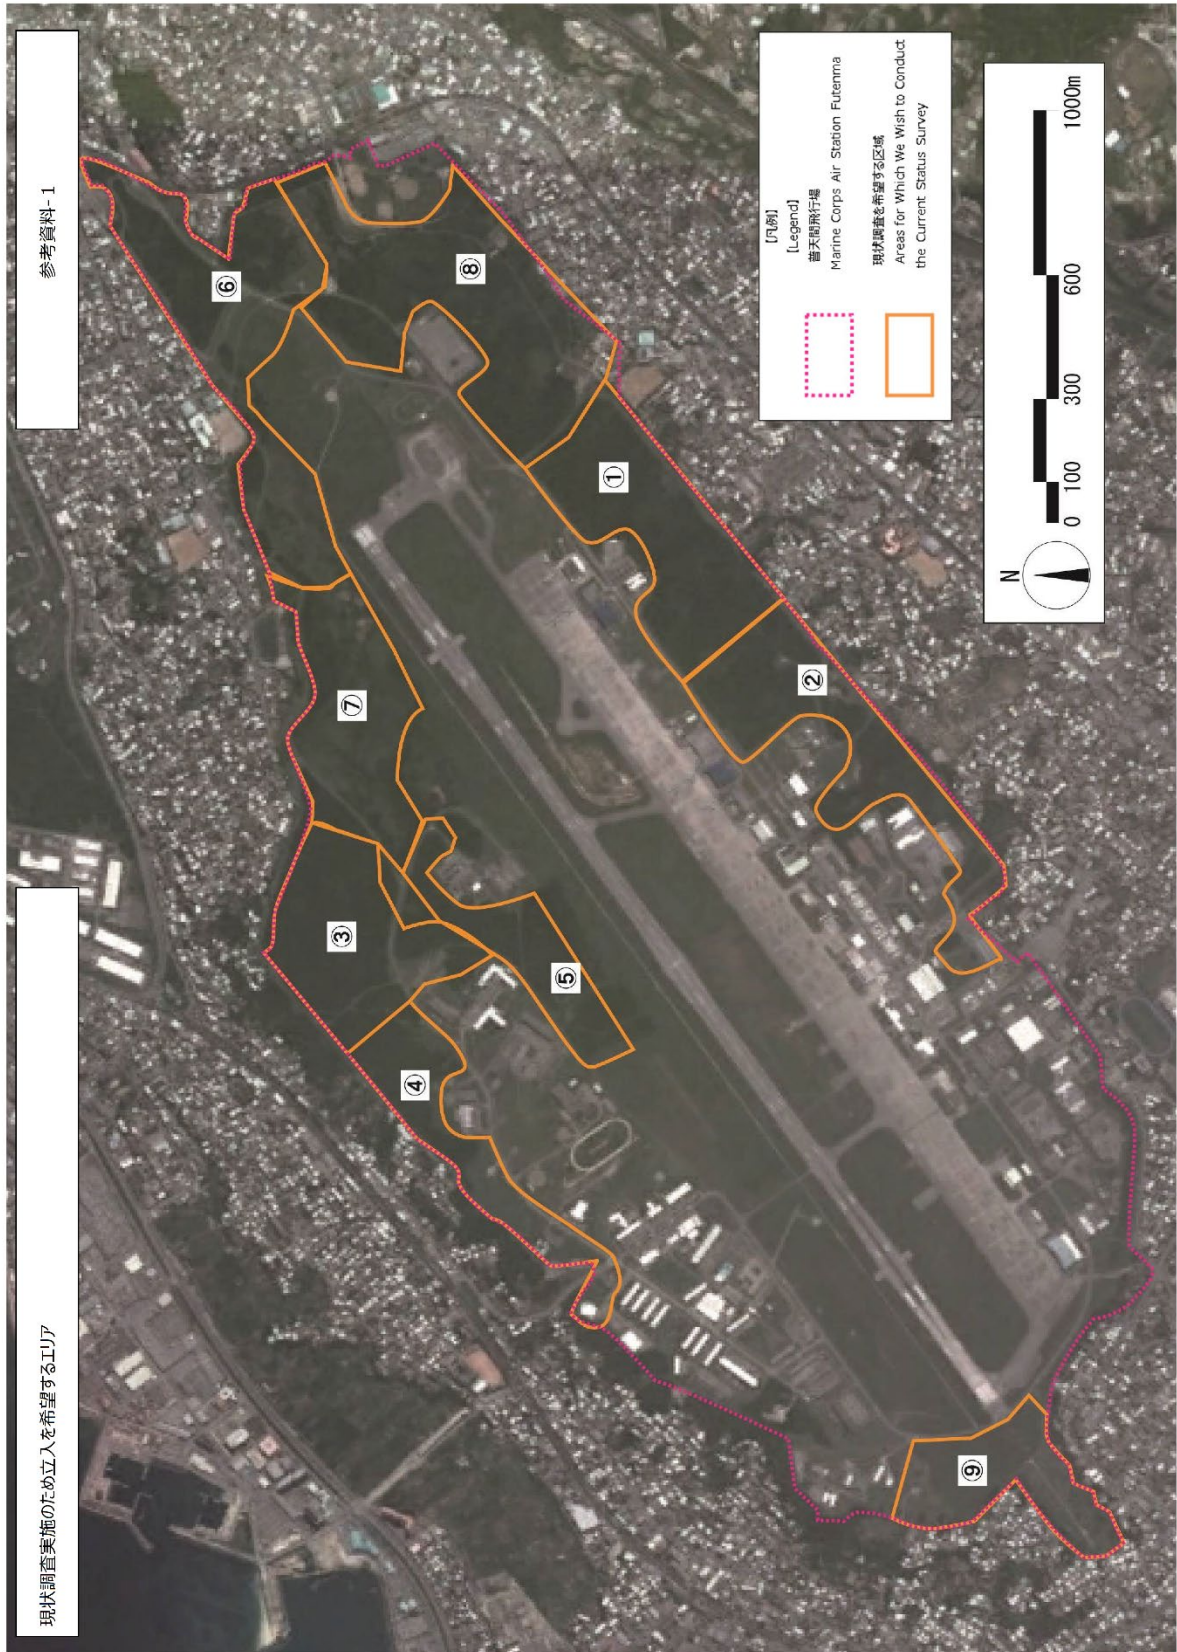 現状調査実施のため立入を希望するエリア
参考資料-1
⑥
⑧
⑦
①
③
②
⑤
④
⑨
【凡例】
【Legend】
普天間飛行場
Marine Corps Air Station Futenma
現状調査を希望する区域
Areas for Which We Wish to Conduct
the Current Status Survey
N
0 100 300 600 1000m